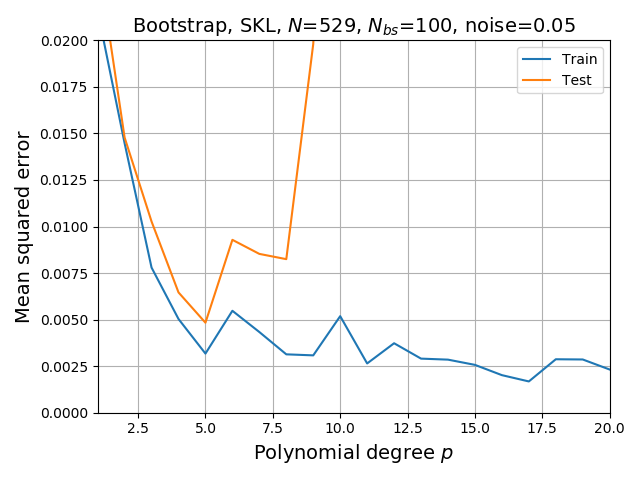 Bootstrap, SKL, N=529, N_bs=100, noise=0.05
Train
Test
Mean squared error
0.0200
0.0175
0.0150
0.0125
0.0100
0.0075
0.0050
0.0025
0.0000
2.5 5.0 7.5 10.0 12.5 15.0 17.5 20.0
Polynomial degree p